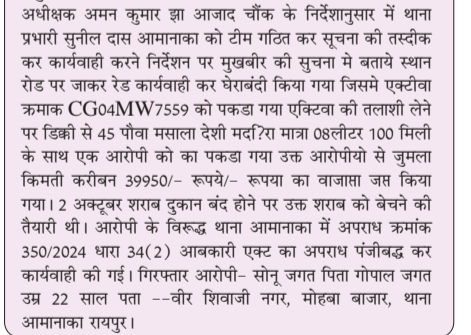 अधीक्षक अमन कुमार झा आजाद चौंक के निर्देशानुसार में थाना
प्रभारी सुनील दास आमानाका को टीम गठित कर सूचना की तस्दीक
कर कार्यवाही करने निर्देशन पर मुखबीर की सुचना मे बताये स्थान
रोड पर जाकर रेड कार्यवाही कर घेराबंदी किया गया जिसमे एक्टीवा
क्रमाक CG04MW7559 को पकडा गया एक्टिवा की तलाशी लेने
पर डिक्की से 45 पौवा मसाला देशी मर्दा?रा मात्रा 08लीटर 100 मिली
के साथ एक आरोपी को का पकडा गया उक्त आरोपीयो से जुमला
किमती करीबन 39950/- रूपये/- रूपया का वाजाप्ता जप्त किया
गया। 2 अक्टूबर शराब दुकान बंद होने पर उक्त शराब को बेचने की
तैयारी थी। आरोपी के विरूद्ध थाना आमानाका में अपराध क्रमांक
350/2024 धारा 34(2) आबकारी एक्ट का अपराध पंजीबद्ध कर
कार्यवाही की गई। गिरफ्तार आरोपी- सोनू जगत पिता गोपाल जगत
उम्र 22 साल पता --वीर शिवाजी नगर, मोहबा बाजार, थाना
आमानाका रायपुर।